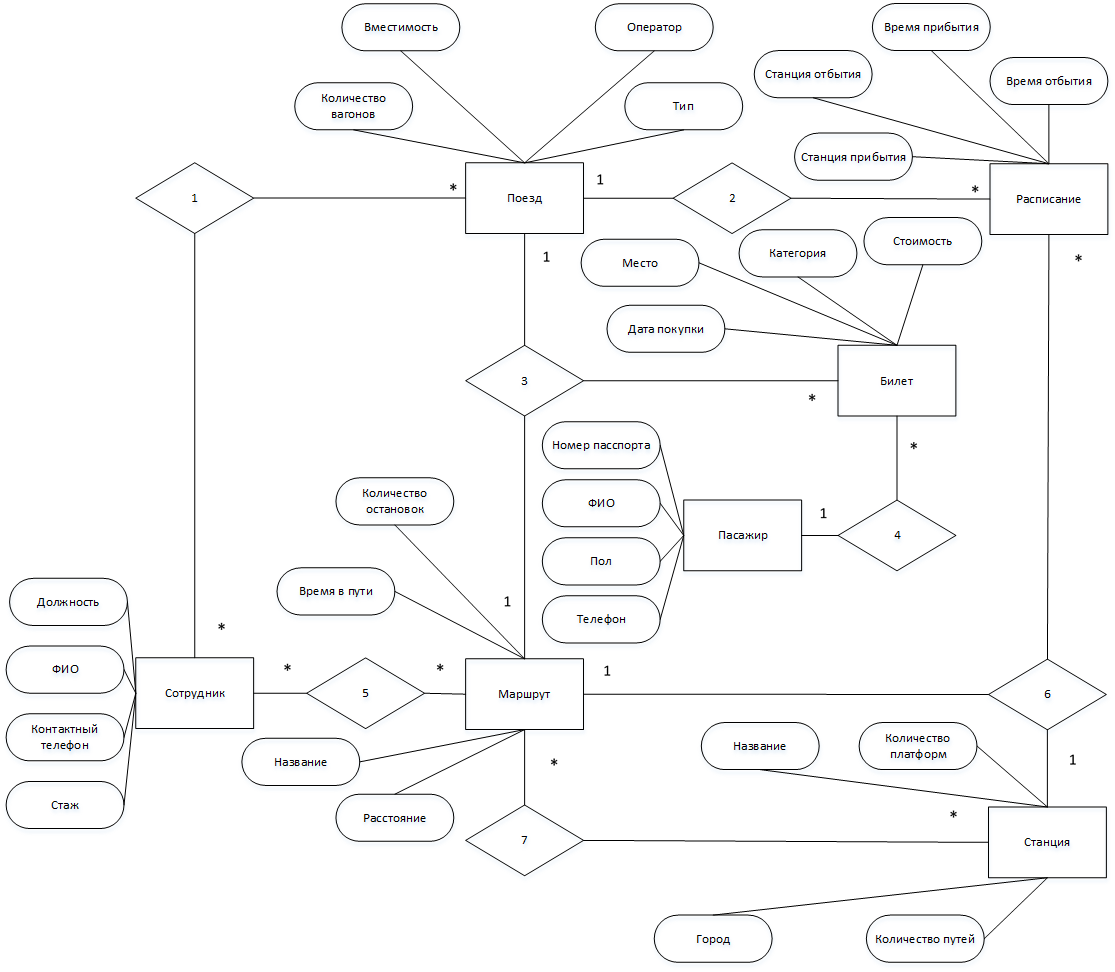 Вместимость
Оператор
Время прибытия
Станция отбытия
Время отбытия
Количество
вагонов
Тип
Станция прибытия
1
*
Поезд
1
2
*
Расписание
1
*
Место
Категория
Стоимость
Дата покупки
3
*
Билет
*
Номер пасспорта
Количество
остановок
ФИО
1
4
Пасажир
Пол
Время в пути
1
Телефон
Должность
*
ФИО
*
*
1
Сотрудник
5
Маршрут
6
Контактный
телефон
Название
*
Название
Количество
платформ
1
Стаж
Расстояние
*
7
Станция
Город
Количество путей